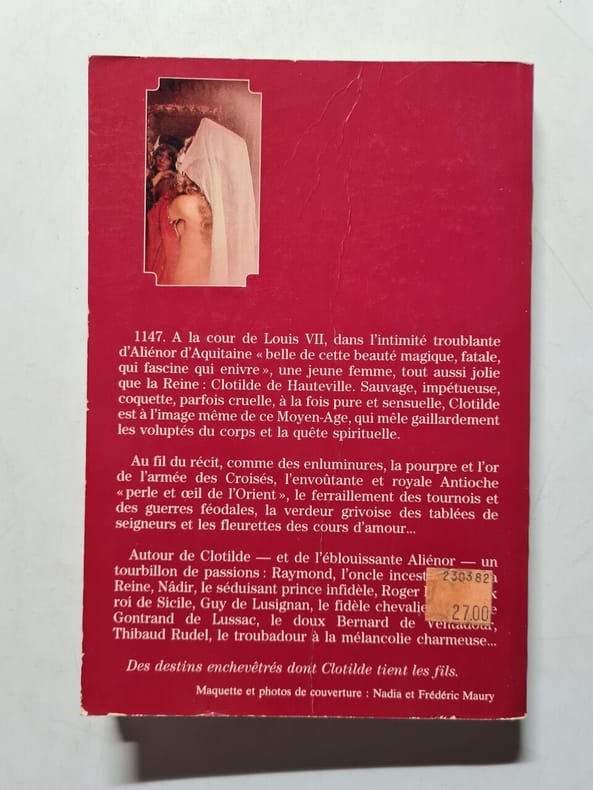 1147. A la cour de Louis VII, dans l'intimité troublante
d'Aliénor d'Aquitaine « belle de cette beauté magique, fatale,
qui fascine qui enivre », une jeune femme, tout aussi jolie
que la Reine : Clotilde de Hauteville. Sauvage, impétueuse,
coquette, parfois cruelle, à la fois pure et sensuelle, Clotilde
est à l'image même de ce Moyen-Age, qui mêle gaillardement
les voluptés du corps et la quête spirituelle.
Au fil du récit, comme des enluminures, la pourpre et l'or
de l'armée des Croisés, l'envoûtante et royale Antioche
« perle et œil de l'Orient », le ferraillement des tournois et
des guerres féodales, la verdeur grivoise des tablées de
seigneurs et les fleurettes des cours d'amour...
Autour de Clotilde — et de l'éblouissante Aliénor — un
tourbillon de passions : Raymond, l'oncle incest
Reine, Nâdir, le séduisant prince infidèle, Roger
roi de Sicile, Guy de Lusignan, le fidèle chevalie
Gontrand de Lussac, le doux Bernard de Ventadour,
Thibaud Rudel, le troubadour à la mélancolie charmeuse...
230382
27.00
Des destins enchevêtrés dont Clotilde tient les fils.
Maquette et photos de couverture : Nadia et Frédéric Maury